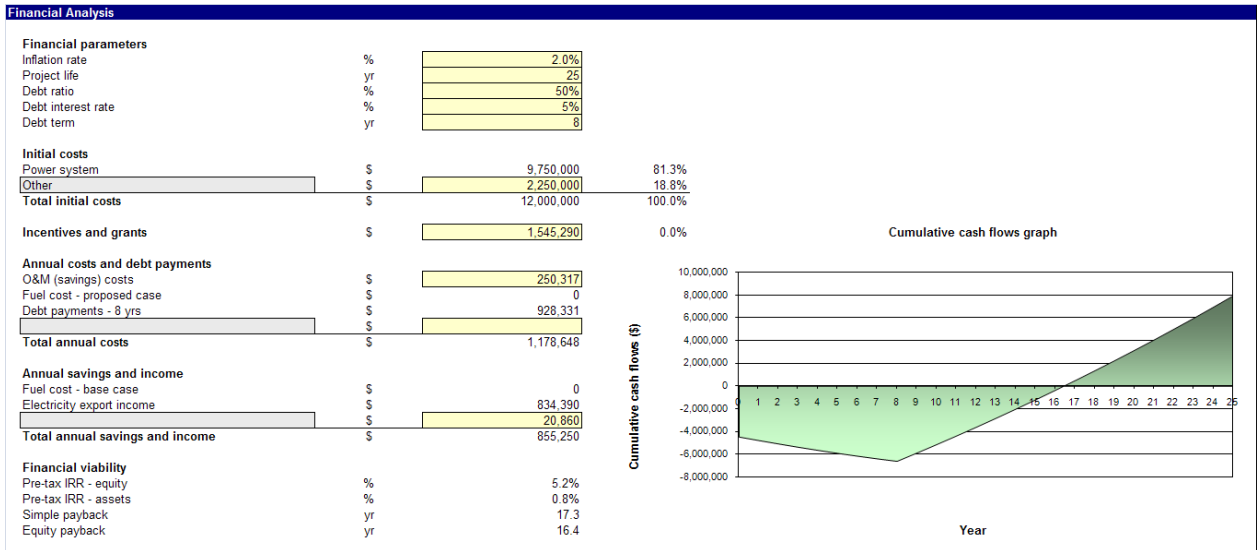 Financial Analysis
Financial parameters
Inflation rate % 2.0%
Project life yr 25
Debt ratio % 50%
Debt interest rate % 5%
Debt term yr 8
Initial costs
Power system $ 9,750,000 81.3%
Other $ 2,250,000 18.8%
Total initial costs $ 12,000,000 100.0%
Incentives and grants $ 1,545,290 0.0%
Annual costs and debt payments
O&M (savings) costs $ 250,317
Fuel cost - proposed case $ 0
Debt payments - 8 yrs $ 928,331
$
Total annual costs $ 1,178,648
Annual savings and income
Fuel cost - base case $ 0
Electricity export income $ 834,390
$ 20,860
Total annual savings and income $ 855,250
Financial viability
Pre-tax IRR - equity % 5.2%
Pre-tax IRR - assets % 0.8%
Simple payback yr 17.3
Equity payback yr 16.4
Cumulative cash flows graph
Cumulative cash flows ($)
10,000,000
8,000,000
6,000,000
4,000,000
2,000,000
0
-2,000,000
-4,000,000
-6,000,000
-8,000,000
0 1 2 3 4 5 6 7 8 9 10 11 12 13 14 15 16 17 18 19 20 21 22 23 24 25
Year